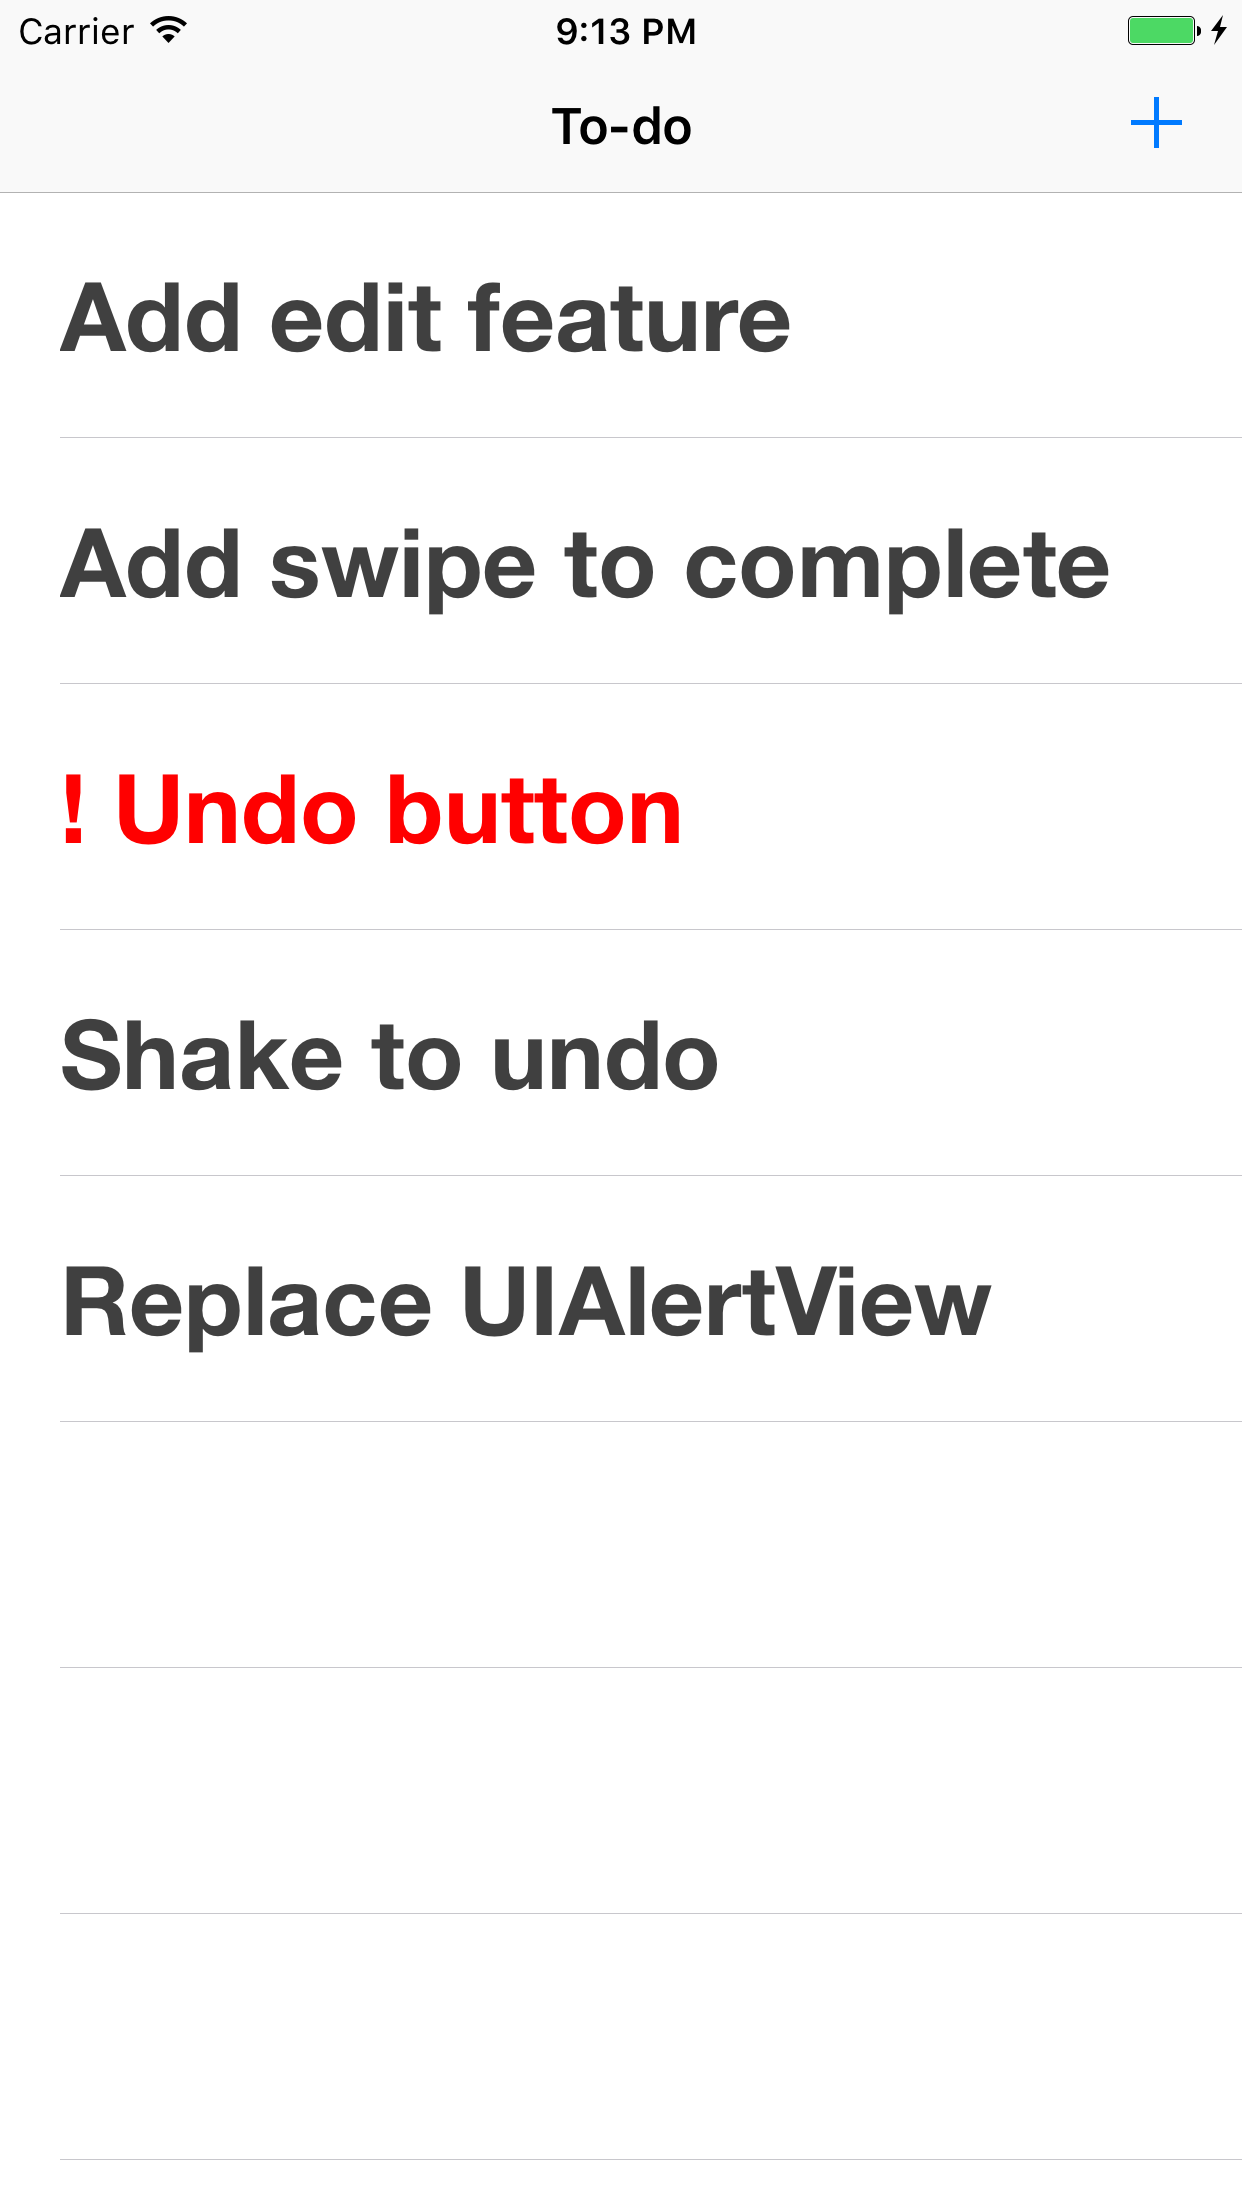 Carrier 9:13 PM
To-do
Add edit feature
Add swipe to complete
! Undo button
Shake to undo
Replace UIAlertView